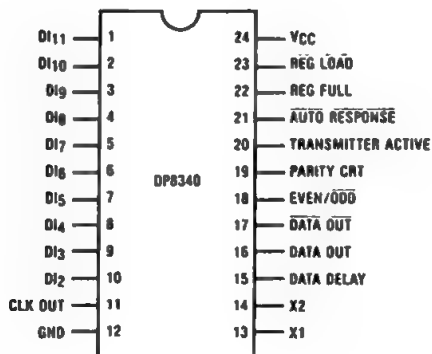 DI11 1 24 VCC
DI10 2 23 REG LOAD
DI9 3 22 REG FULL
DI8 4 21 AUTO RESPONSE
DI7 5 20 TRANSMITTER ACTIVE
DI6 6 19 PARITY CRT
DP8340
DI5 7 18 EVEN/ODD
DI4 8 17 DATA OUT
DI3 9 16 DATA OUT
DI2 10 15 DATA DELAY
CLK OUT 11 14 X2
GND 12 13 X1